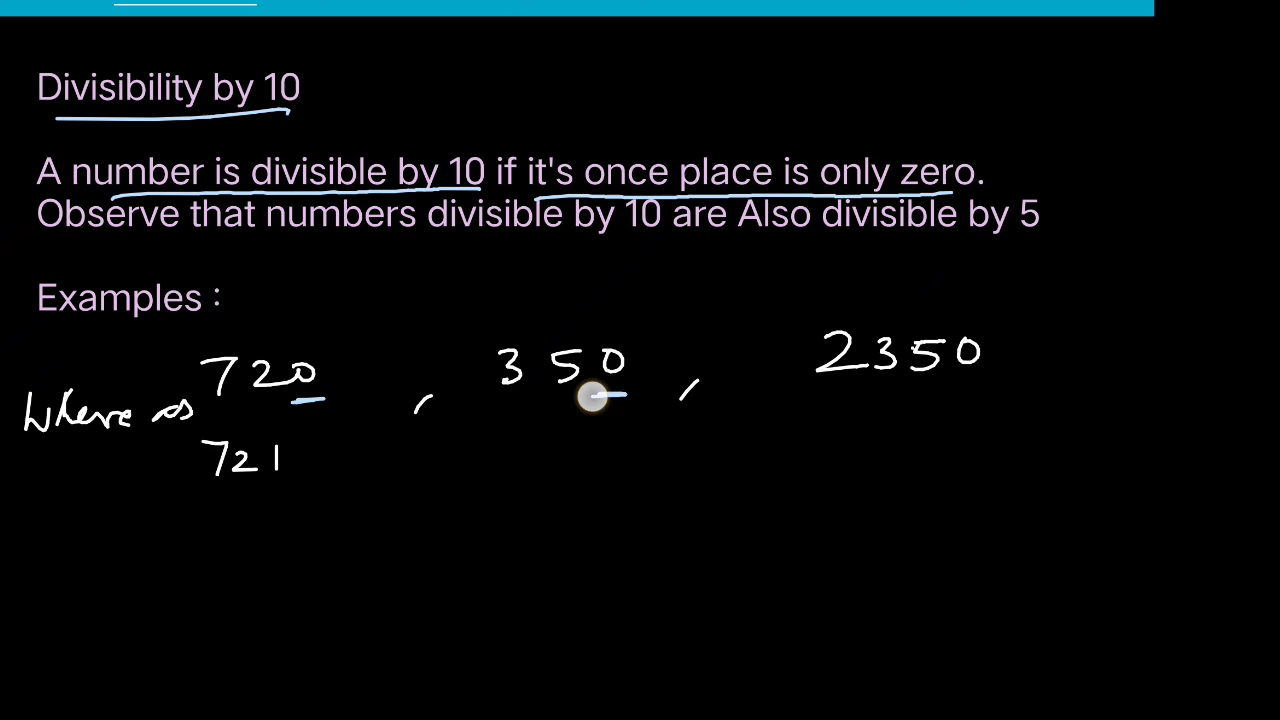 Divisibility by 10
A number is divisible by 10 if it's once place is only zero.
Observe that numbers divisible by 10 are Also divisible by 5
Examples :
720 , 350 , 2350
Where as
721